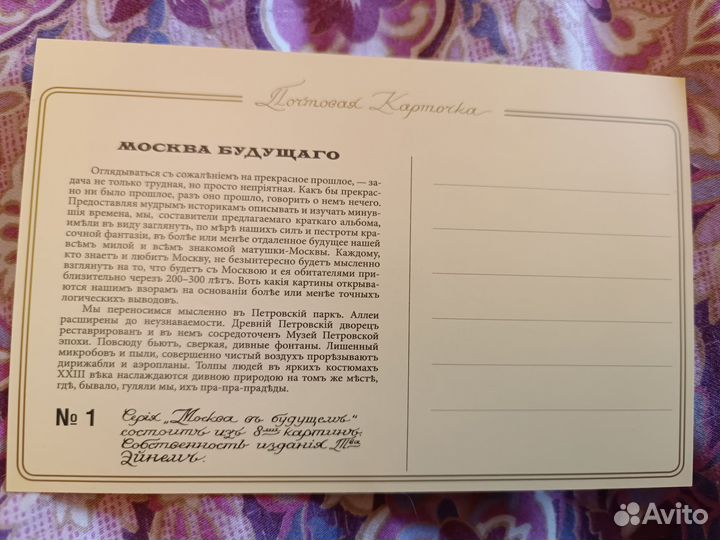 Почтовая Карточка
МОСКВА БУДУЩАГО
Оглядываться съ сожалѣніемъ на прекрасное прошлое, — за-
дача не только трудная, но просто непріятная. Какъ бы прекрас-
но ни было прошлое, разъ оно прошло, говорить о немъ нечего.
Предоставляя мудрымъ историкамъ описывать и изучать минув-
шія времена, мы, составители предлагаемаго краткаго альбома,
имѣли въ виду заглянуть, по мѣрѣ нашихъ силъ и пестроты кра-
сочной фантазіи, въ болѣе или менѣе отдаленное будущее нашей
всѣмъ милой и всѣмъ знакомой матушки-Москвы. Каждому,
кто знаетъ и любитъ Москву, не безынтересно будетъ мысленно
взглянуть на то, что будетъ съ Москвою и ея обитателями при-
близительно черезъ 200–300 лѣтъ. Вотъ какія картины открыва-
ются нашимъ взорамъ на основаніи болѣе или менѣе точныхъ
логическихъ выводовъ.
Мы переносимся мысленно въ Петровскій паркъ. Аллеи
расширены до неузнаваемости. Древній Петровскій дворецъ
реставрированъ и въ немъ сосредоточенъ Музей Петровской
эпохи. Повсюду бьютъ, сверкая, дивные фонтаны. Лишенный
микробовъ и пыли, совершенно чистый воздухъ прорѣзываютъ
дирижабли и аэропланы. Толпы людей въ яркихъ костюмахъ
XXIII вѣка наслаждаются дивною природою на томъ же мѣстѣ,
гдѣ, бывало, гуляли мы, ихъ пра-пра-прадѣды.
№ 1
Серія „Москва въ будущемъ"
состоитъ изъ 8ми картинъ.
Собственность изданія Тва
Эйнемъ.
Avito